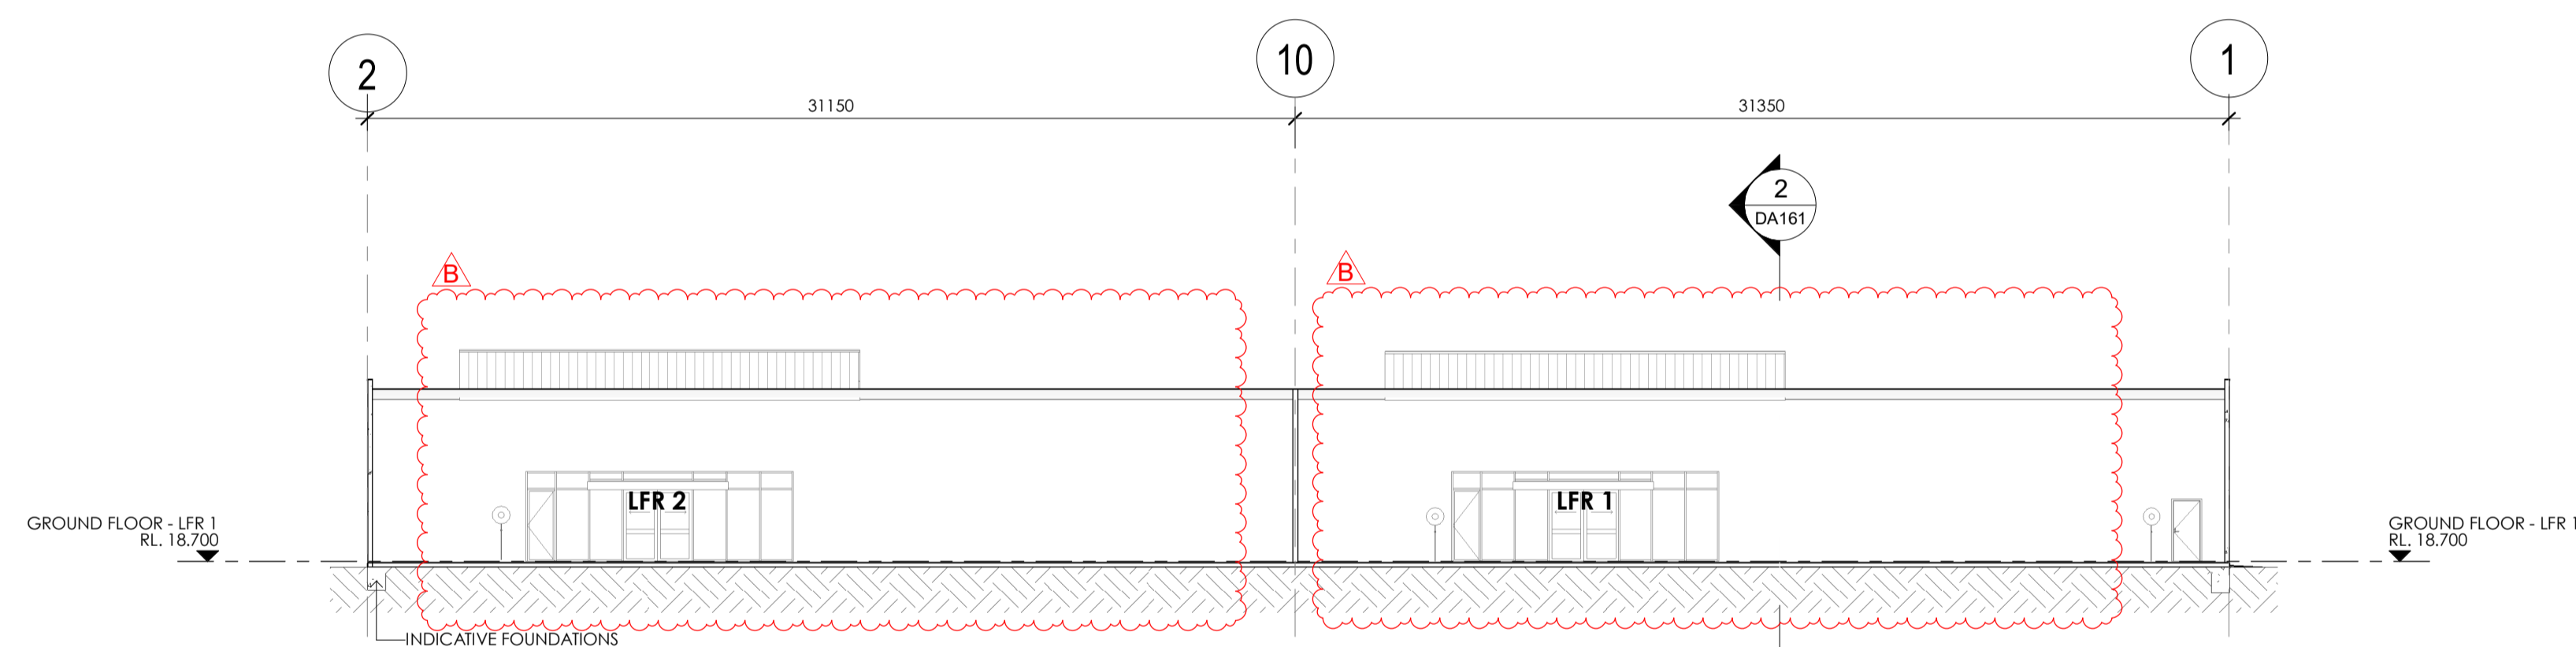 2
10
1
31150
31350
2
DA161
B
B
LFR 2
LFR 1
GROUND FLOOR - LFR 1
RL. 18.700
GROUND FLOOR - LFR 1
RL. 18.700
INDICATIVE FOUNDATIONS